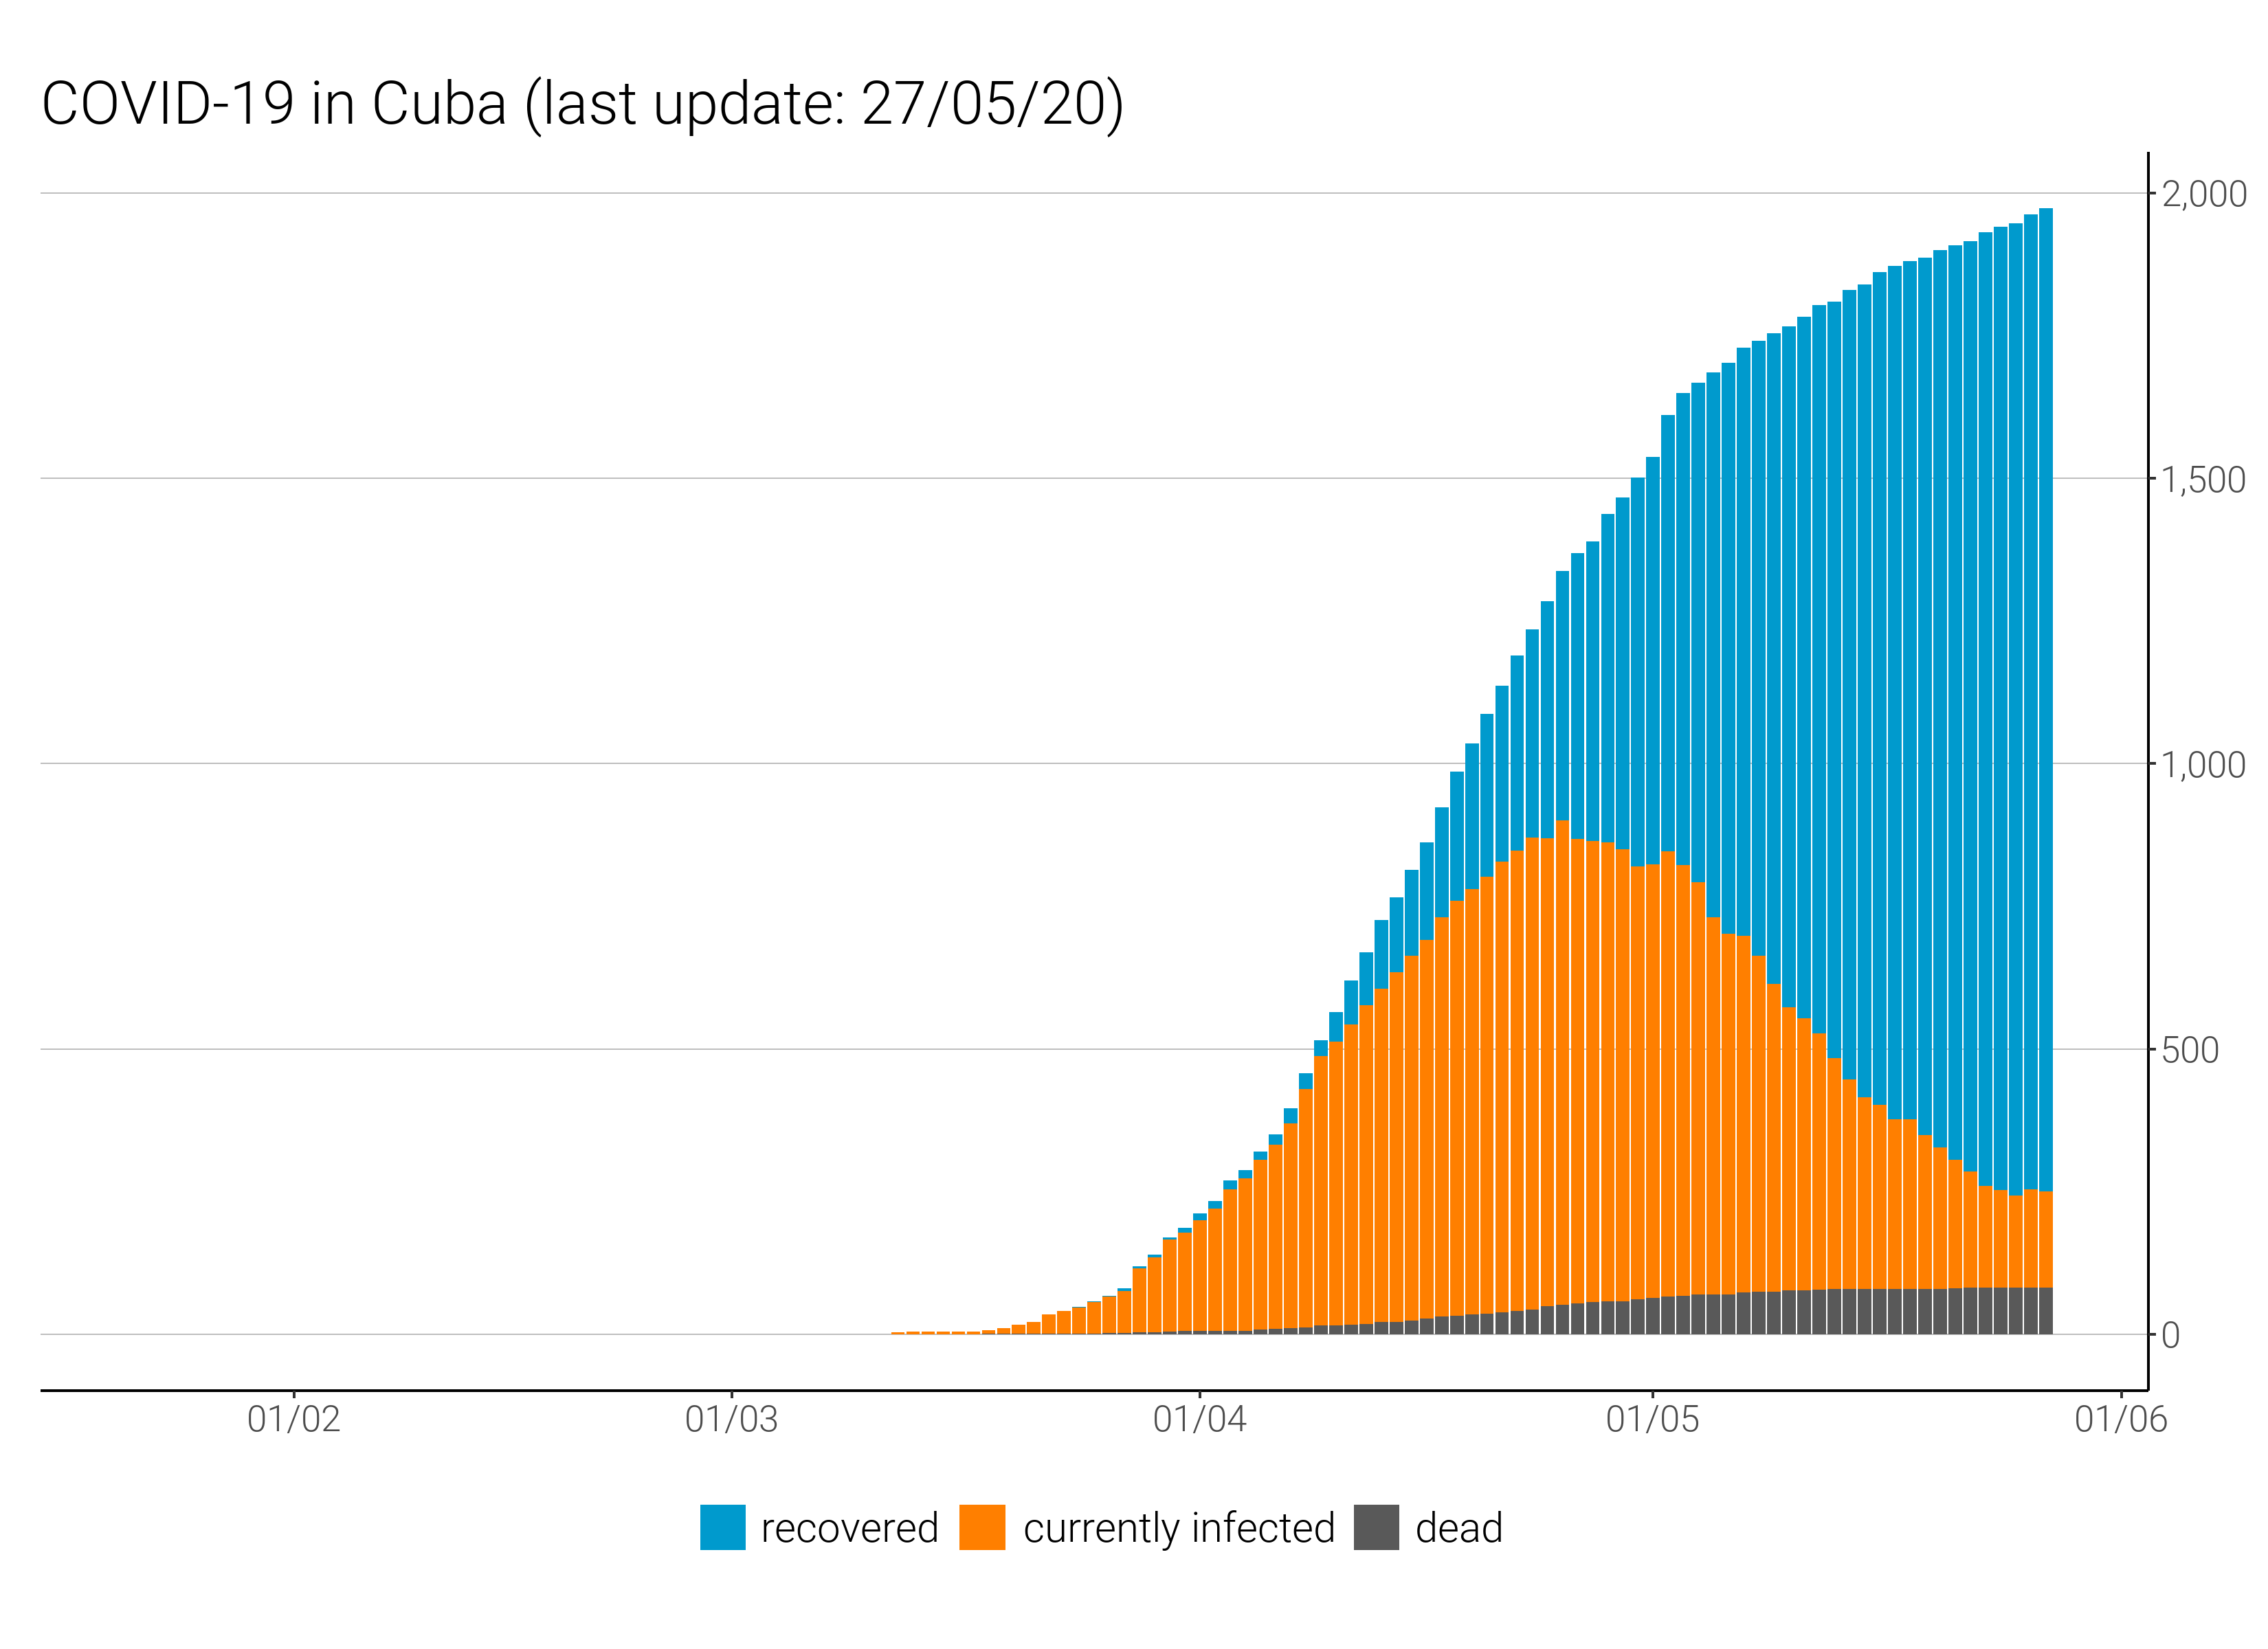 COVID-19 in Cuba (last update: 27/05/20)
2,000
1,500
1,000
500
0
01/02 01/03 01/04 01/05 01/06
recovered currently infected dead